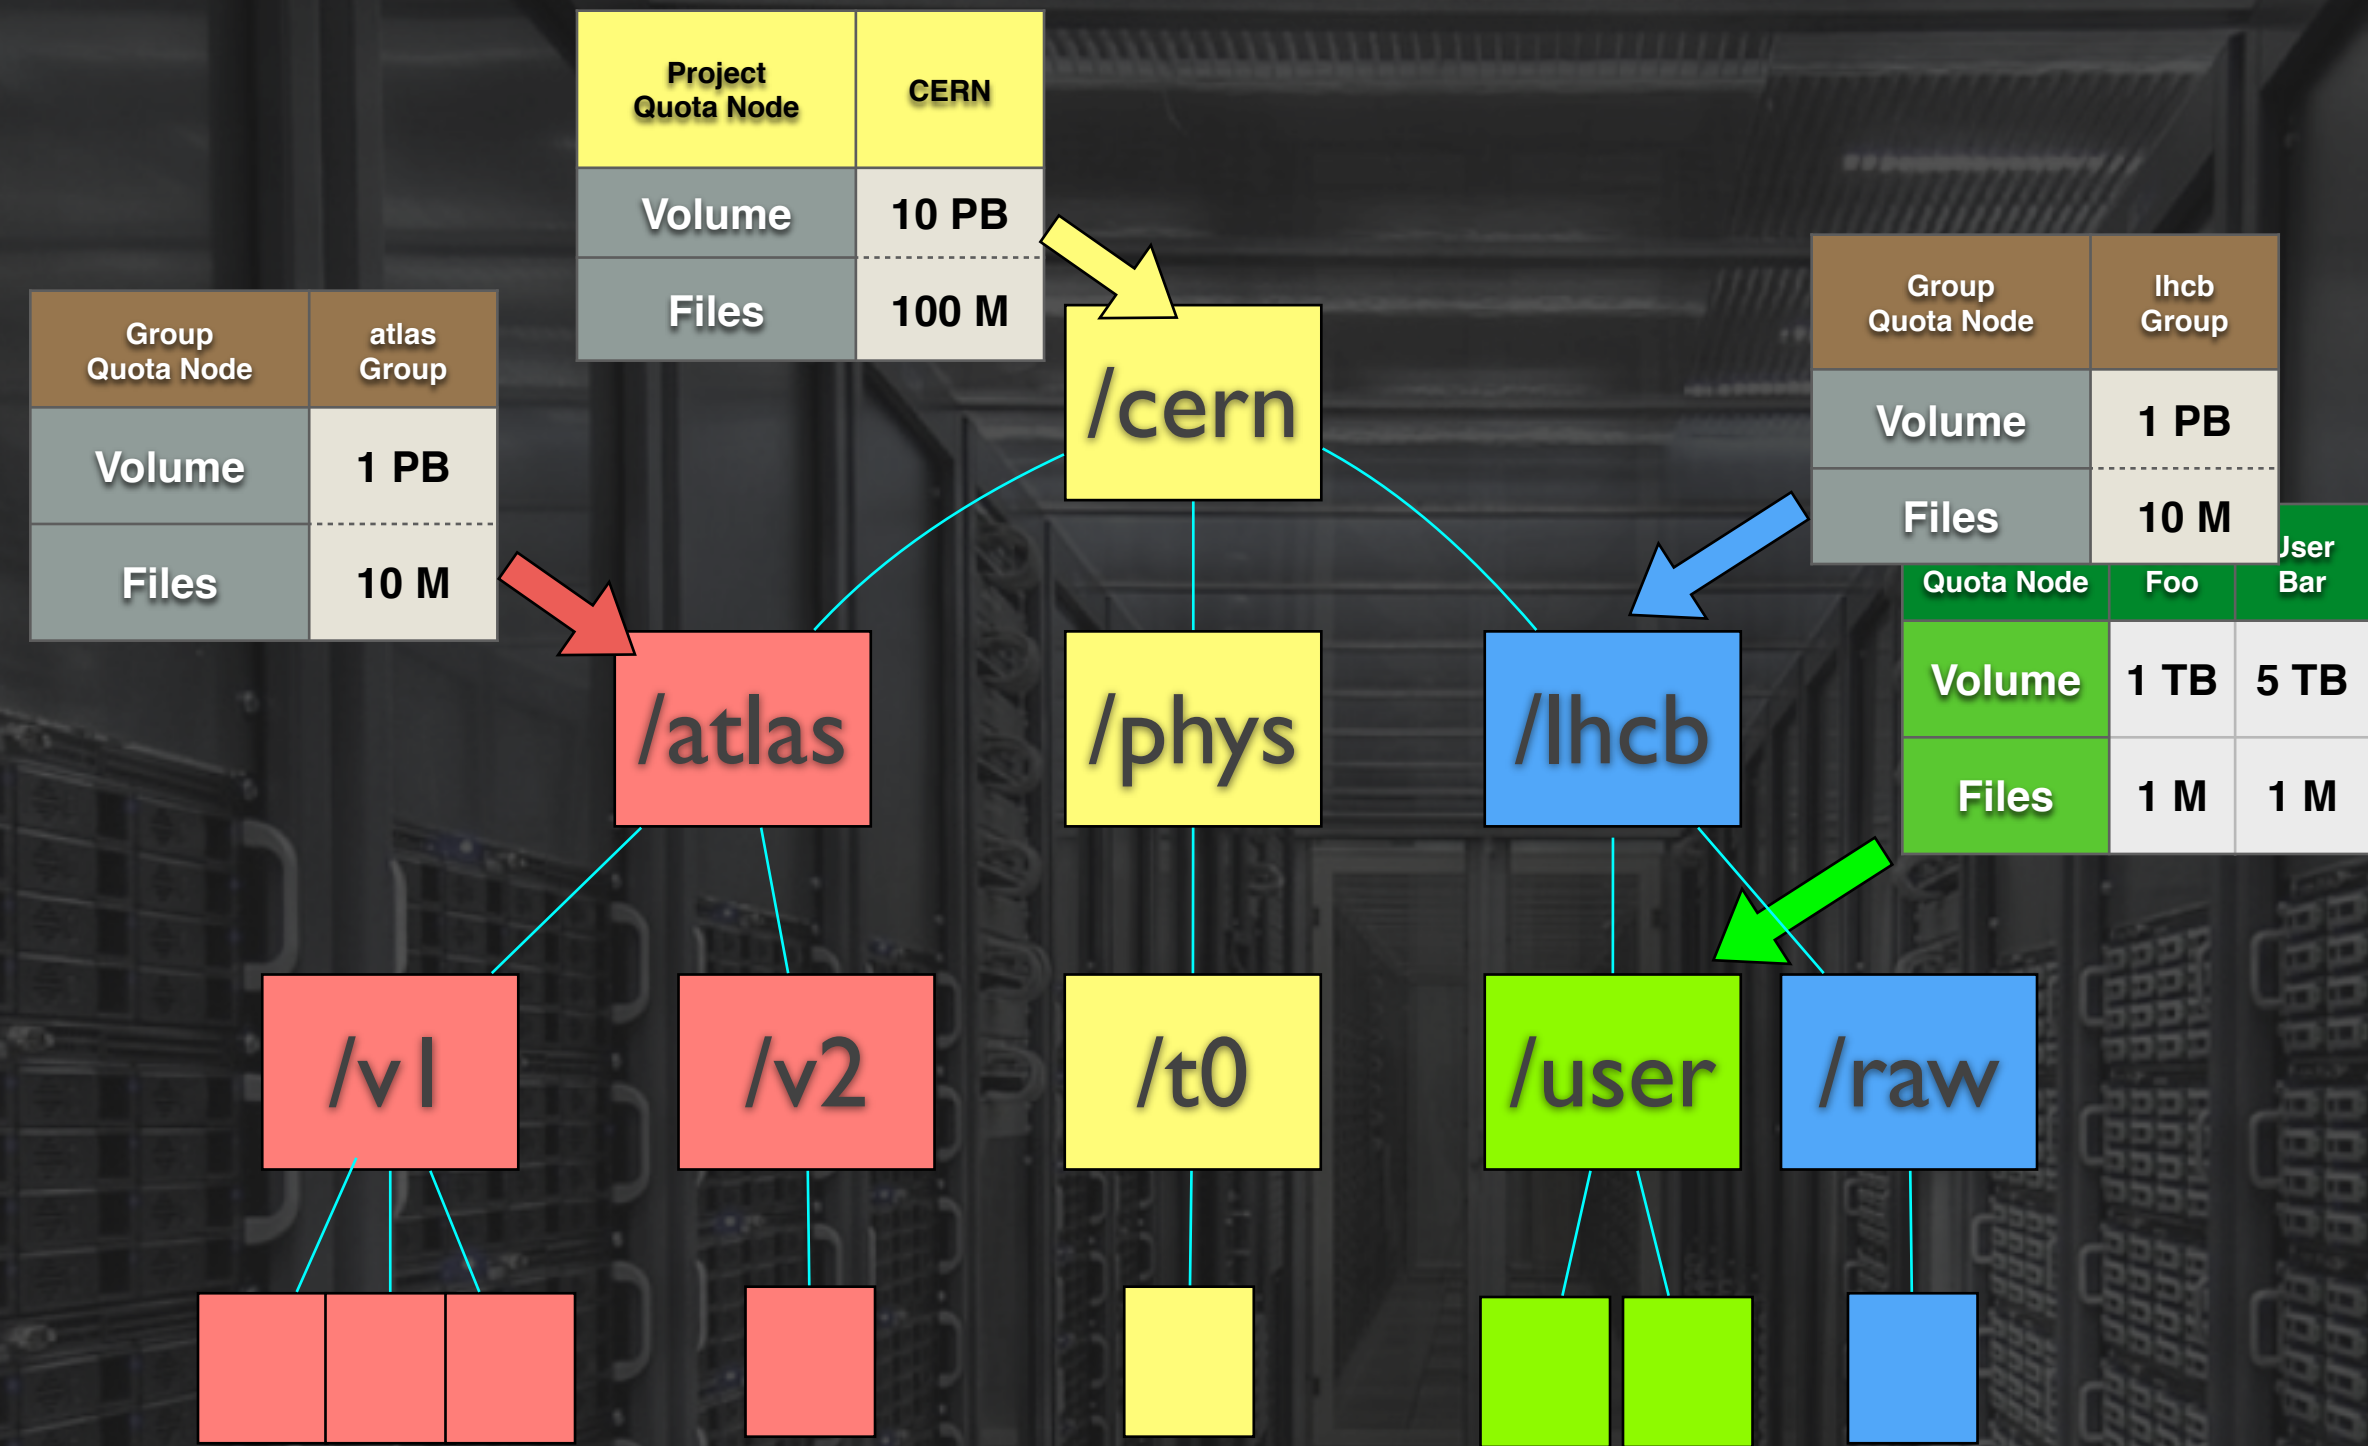 Project
Quota Node
CERN
Volume
10 PB
Files
100 M
Group
Quota Node
atlas
Group
Volume
1 PB
Files
10 M
Group
Quota Node
lhcb
Group
Volume
1 PB
Files
10 M
User
Quota Node
Foo
Bar
Volume
1 TB
5 TB
Files
1 M
1 M
/cern
/atlas
/phys
/lhcb
/v1
/v2
/t0
/user
/raw